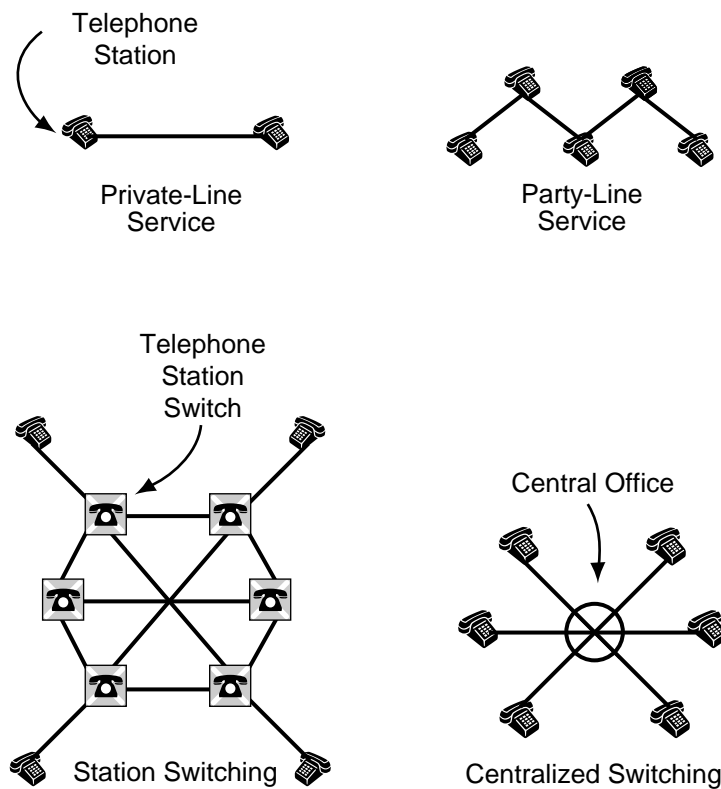 Telephone
Station
Private-Line
Service
Party-Line
Service
Telephone
Station
Switch
Station Switching
Central Office
Centralized Switching